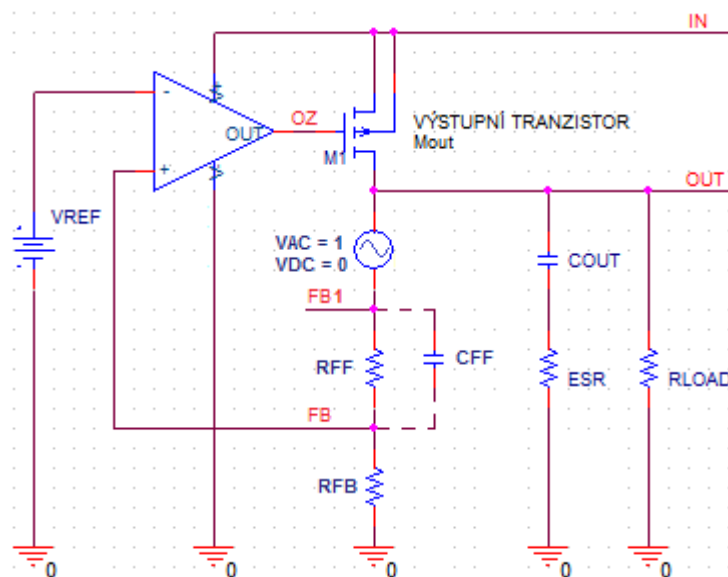 IN
-
OUT
OZ
VÝSTUPNÍ TRANZISTOR
Mout
M1
+
OUT
VREF
VAC = 1
VDC = 0
COUT
FB1
RFF
CFF
ESR
RLOAD
FB
RFB
0
0
0
0
0